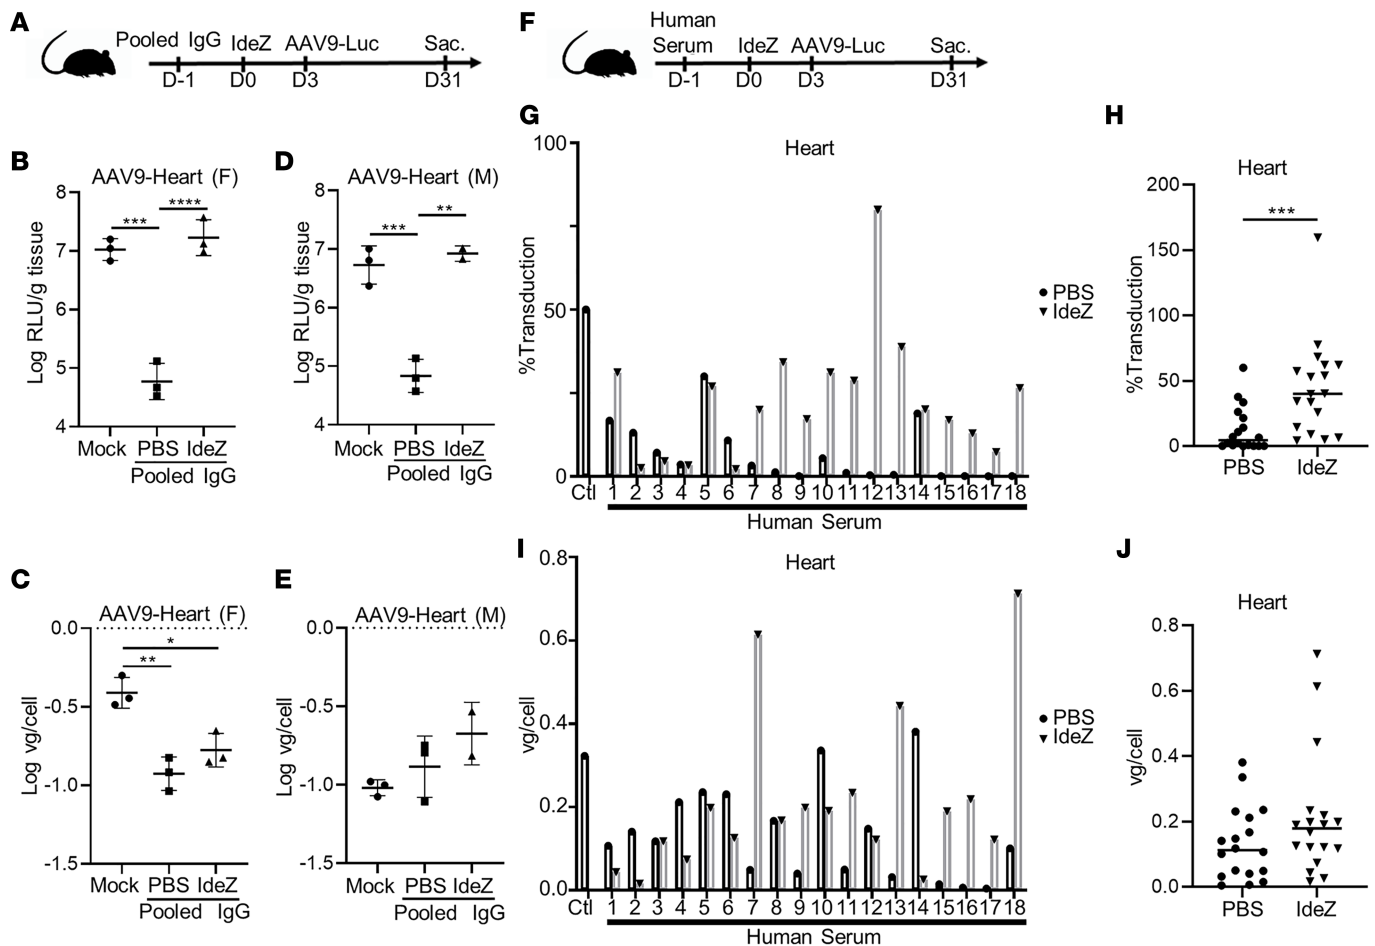 A
Pooled IgG IdeZ AAV9-Luc Sac.
D-1 D0 D3 D31
F
Human
Serum IdeZ AAV9-Luc Sac.
D-1 D0 D3 D31
B
AAV9-Heart (F)
Log RLU/g tissue
8
7
6
5
4
***
****
Mock PBS IdeZ
Pooled IgG
D
AAV9-Heart (M)
Log RLU/g tissue
8
7
6
5
4
***
**
Mock PBS IdeZ
Pooled IgG
G
Heart
%Transduction
100
50
0
Ctl 1 2 3 4 5 6 7 8 9 10 11 12 13 14 15 16 17 18
Human Serum
PBS
IdeZ
H
Heart
%Transduction
200
150
100
50
0
***
PBS IdeZ
C
AAV9-Heart (F)
Log vg/cell
0.0
-0.5
-1.0
-1.5
*
**
Mock PBS IdeZ
Pooled IgG
E
AAV9-Heart (M)
Log vg/cell
0.0
-0.5
-1.0
-1.5
Mock PBS IdeZ
Pooled IgG
I
Heart
vg/cell
0.8
0.6
0.4
0.2
0.0
Ctl 1 2 3 4 5 6 7 8 9 10 11 12 13 14 15 16 17 18
Human Serum
PBS
IdeZ
J
Heart
vg/cell
0.8
0.6
0.4
0.2
0.0
PBS IdeZ